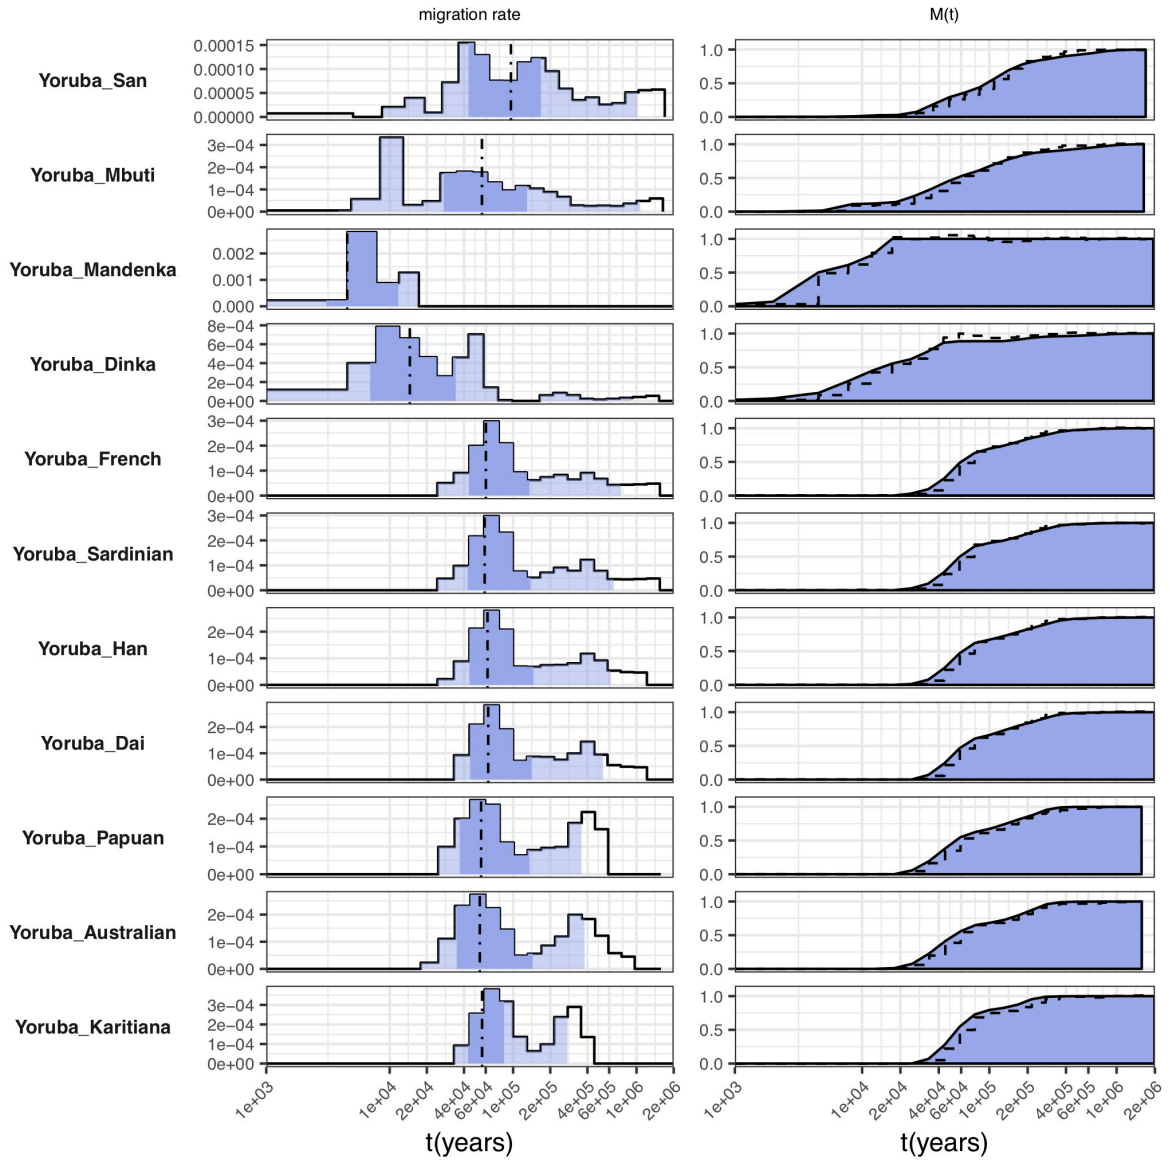 migration rate M(t)
Yoruba_San
0.00015
0.00010
0.00005
0.00000
1.0
0.5
0.0
Yoruba_Mbuti
3e−04
2e−04
1e−04
0e+00
1.0
0.5
0.0
Yoruba_Mandenka
0.002
0.001
0.000
1.0
0.5
0.0
Yoruba_Dinka
8e−04
6e−04
4e−04
2e−04
0e+00
1.0
0.5
0.0
Yoruba_French
3e−04
2e−04
1e−04
0e+00
1.0
0.5
0.0
Yoruba_Sardinian
3e−04
2e−04
1e−04
0e+00
1.0
0.5
0.0
Yoruba_Han
2e−04
1e−04
0e+00
1.0
0.5
0.0
Yoruba_Dai
2e−04
1e−04
0e+00
1.0
0.5
0.0
Yoruba_Papuan
2e−04
1e−04
0e+00
1.0
0.5
0.0
Yoruba_Australian
2e−04
1e−04
0e+00
1.0
0.5
0.0
Yoruba_Karitiana
3e−04
2e−04
1e−04
0e+00
1.0
0.5
0.0
1e+03 1e+04 2e+04 4e+04 6e+04 1e+05 2e+05 4e+05 6e+05 1e+06 2e+06
1e+03 1e+04 2e+04 4e+04 6e+04 1e+05 2e+05 4e+05 6e+05 1e+06 2e+06
t(years) t(years)